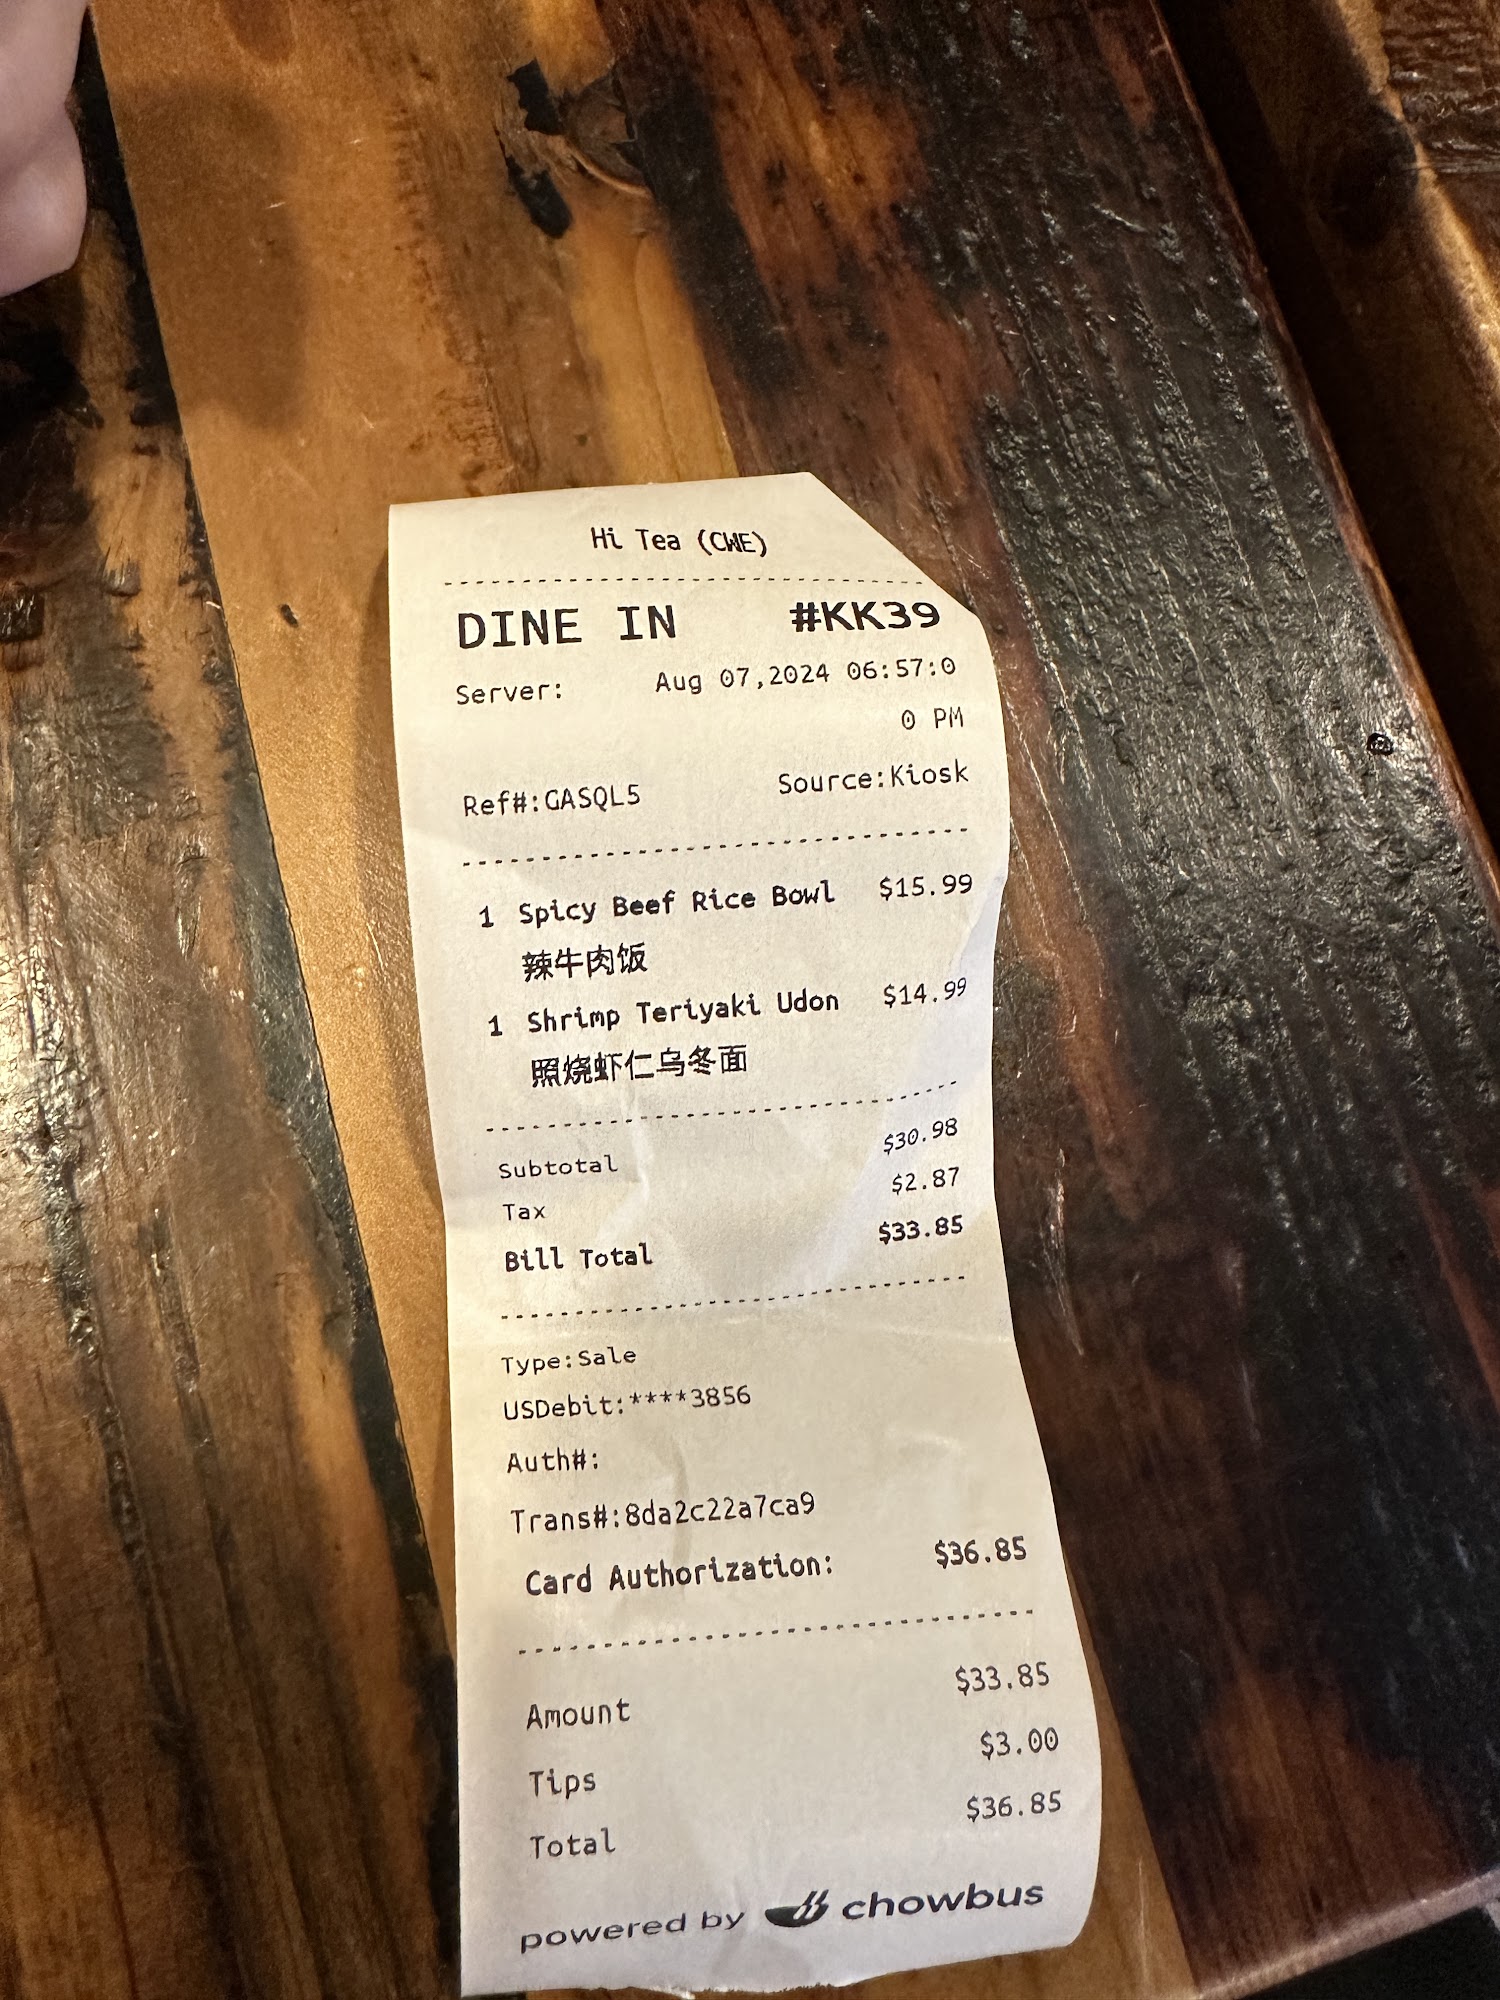 Hi Tea (CWE)
DINE IN #KK39
Server: Aug 07,2024 06:57:0
0 PM
Ref#:GASQL5 Source:Kiosk
1 Spicy Beef Rice Bowl $15.99
辣牛肉饭
1 Shrimp Teriyaki Udon $14.99
照烧虾仁乌冬面
Subtotal $30.98
Tax $2.87
Bill Total $33.85
Type:Sale
USDebit:****3856
Auth#:
Trans#:8da2c22a7ca9
Card Authorization: $36.85
Amount $33.85
Tips $3.00
Total $36.85
powered by chowbus